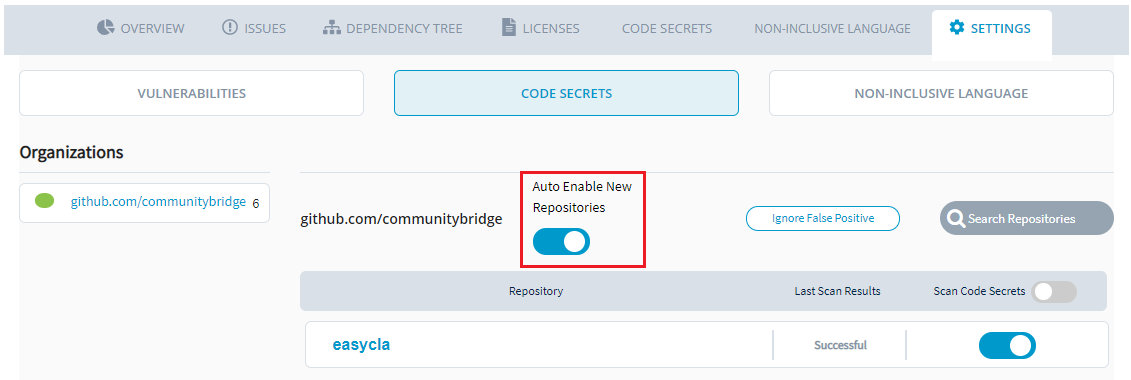 OVERVIEW ISSUES DEPENDENCY TREE LICENSES CODE SECRETS NON-INCLUSIVE LANGUAGE SETTINGS
VULNERABILITIES CODE SECRETS NON-INCLUSIVE LANGUAGE
Organizations
github.com/communitybridge 6
Auto Enable New
Repositories
github.com/communitybridge
Ignore False Positive
Search Repositories
Repository Last Scan Results Scan Code Secrets
easycla Successful